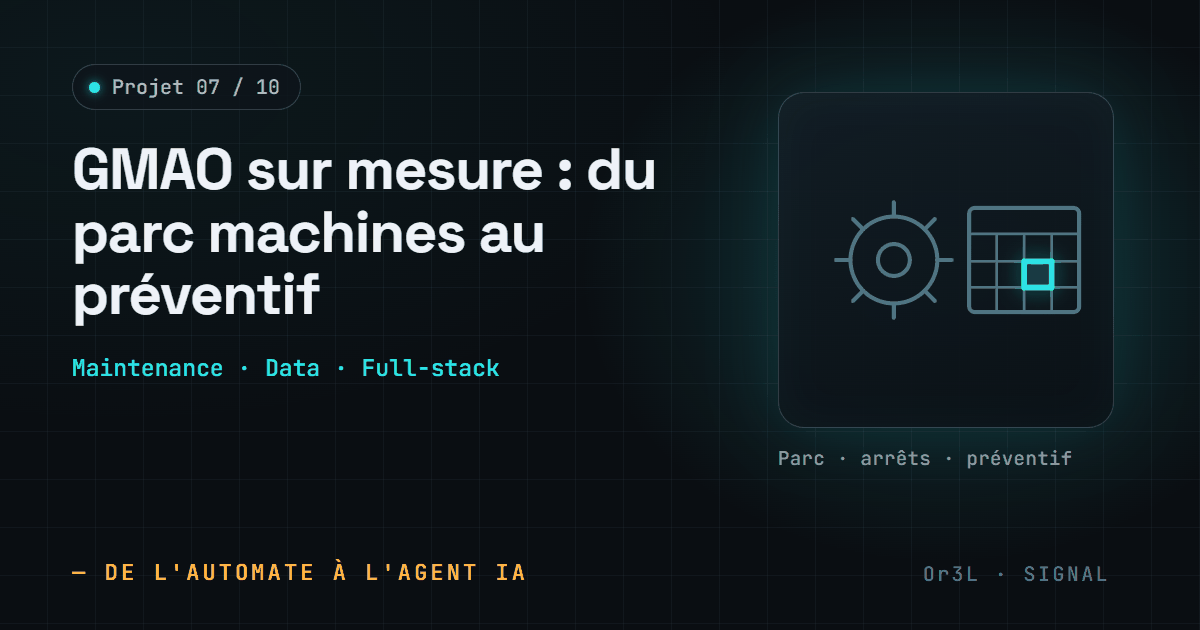 Projet 07 / 10
GMAO sur mesure : du
parc machines au
préventif
Maintenance · Data · Full-stack
Parc · arrêts · préventif
— DE L'AUTOMATE À L'AGENT IA
Or3L · SIGNAL